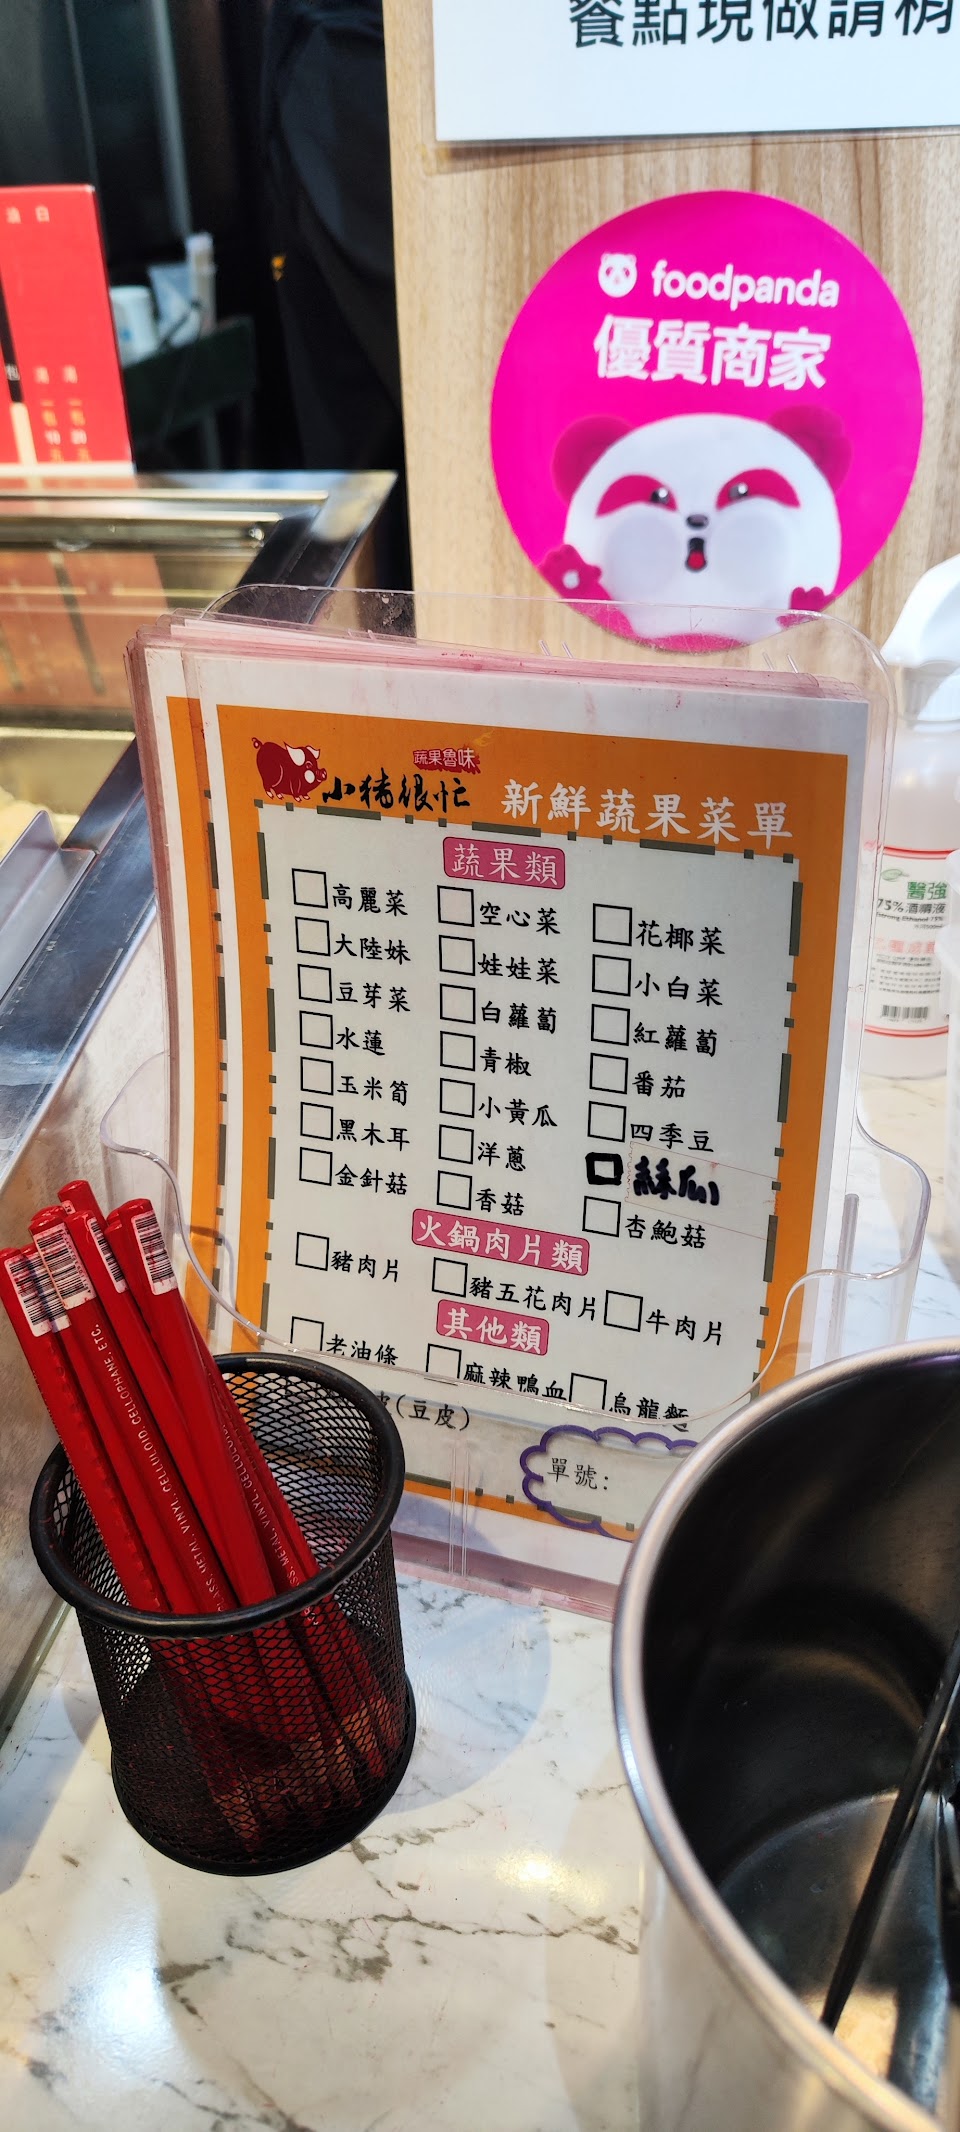 餐點現做請稍
foodpanda
優質商家
蔬果魯味
小豬很忙
新鮮蔬果菜單
蔬果類
高麗菜 空心菜 花椰菜
大陸妹 娃娃菜 小白菜
豆芽菜 白蘿蔔 紅蘿蔔
水蓮 青椒 番茄
玉米筍 小黃瓜 四季豆
黑木耳 洋蔥 絲瓜
金針菇 香菇 杏鮑菇
火鍋肉片類
豬肉片 豬五花肉片 牛肉片
其他類
老油條 麻辣鴨血 烏龍麵
(豆皮)
單號:
醫強
75%酒精液
METAL, VINYL, CELLULOID, CELLOPHANE, ETC.